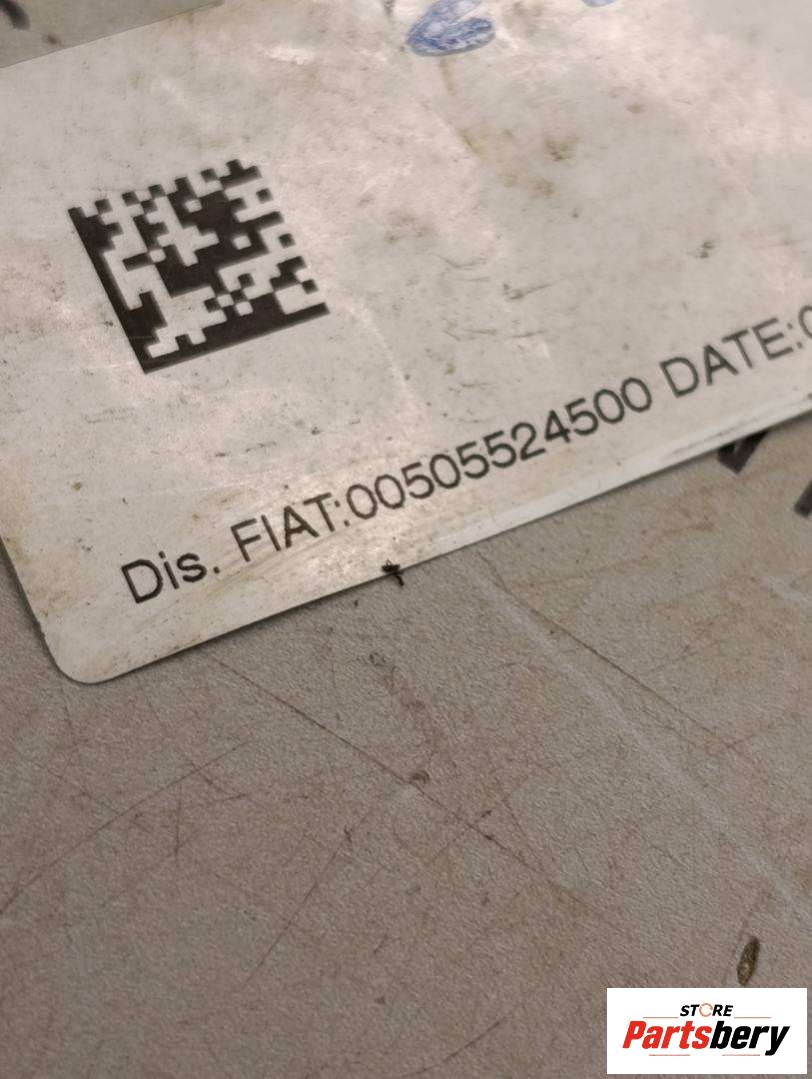 Dis. FIAT:00505524500 DATE:
STORE
Partsbery